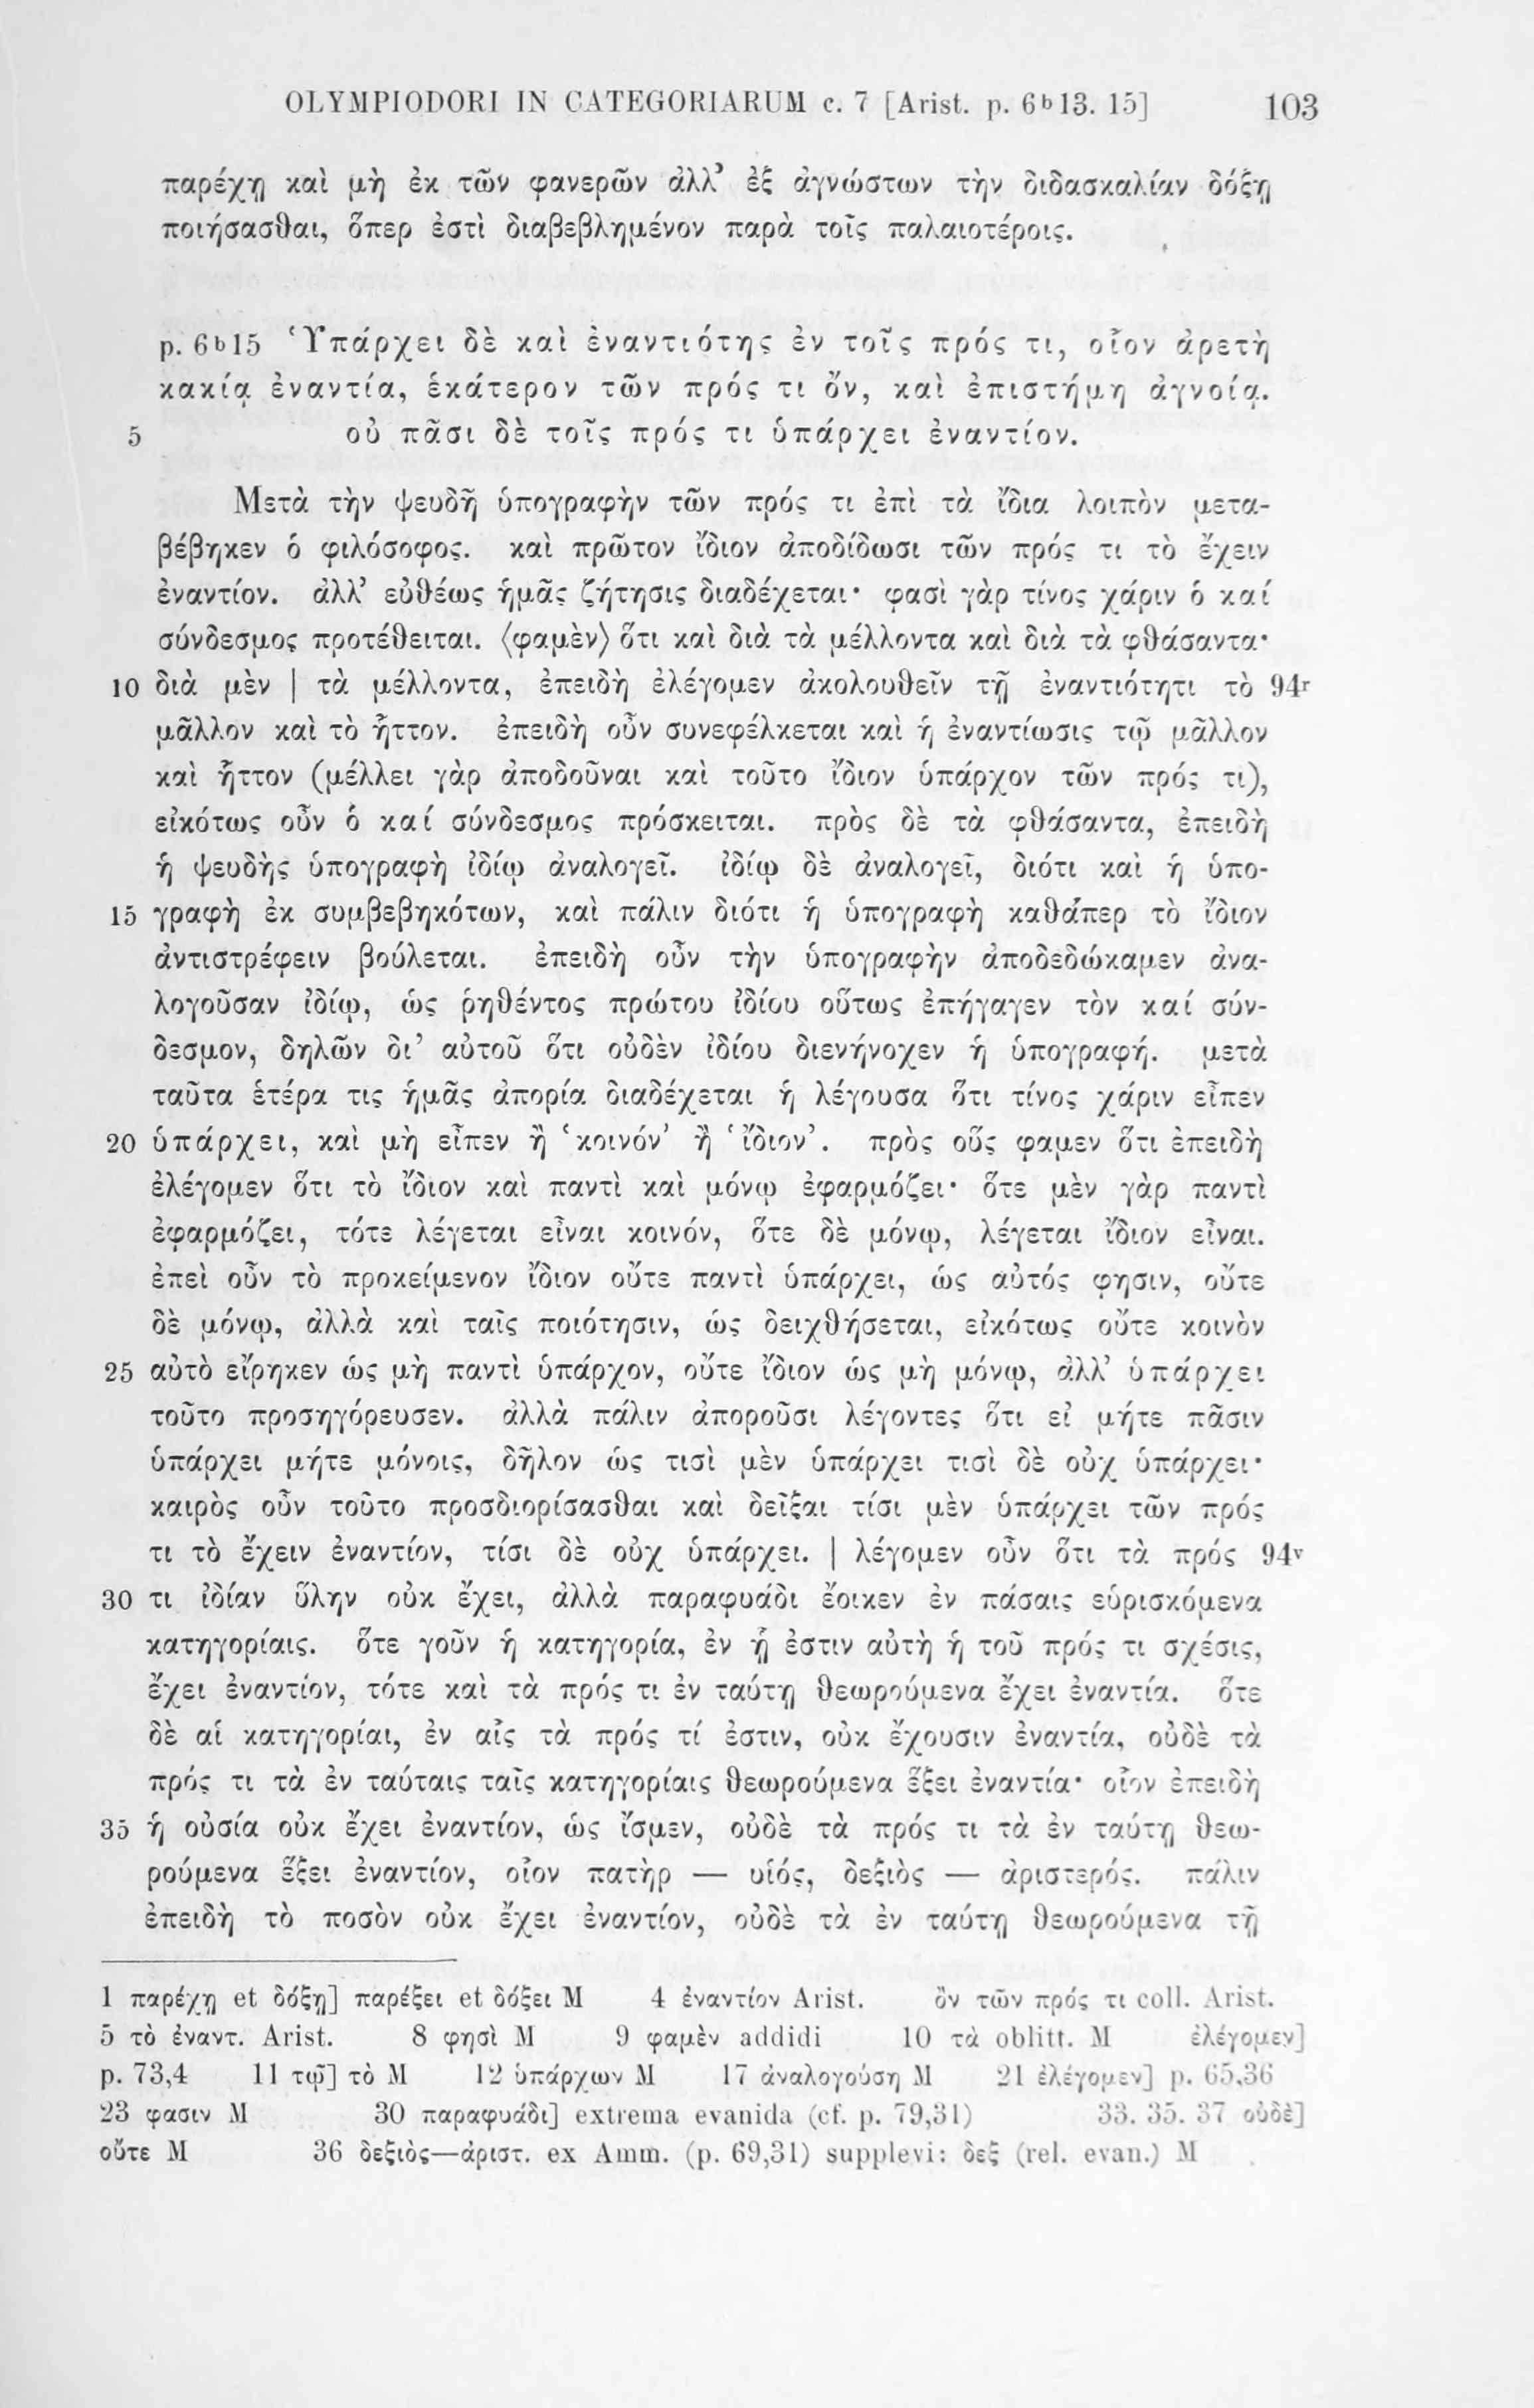 OLYMPIODORI IN CATEGORIARUM c. 7 [Arist. p. 6b13. 15] 103
παρέχῃ καὶ μὴ ἐκ τῶν φανερῶν ἀλλ’ ἐξ ἀγνώστων τὴν διδασκαλίαν δόξῃ
ποιήσασθαι, ὅπερ ἐστὶ διαβεβλημένον παρὰ τοῖς παλαιοτέροις.
p. 6b15 Ὑπάρχει δὲ καὶ ἐναντιότης ἐν τοῖς πρός τι, οἷον ἀρετὴ
κακίᾳ ἐναντία, ἑκάτερον τῶν πρός τι ὄν, καὶ ἐπιστήμη ἀγνοίᾳ.
5 οὐ πᾶσι δὲ τοῖς πρός τι ὑπάρχει ἐναντίον.
Μετὰ τὴν ψευδῆ ὑπογραφὴν τῶν πρός τι ἐπὶ τὰ ἴδια λοιπὸν μετα-
βέβηκεν ὁ φιλόσοφος. καὶ πρῶτον ἴδιον ἀποδίδωσι τῶν πρός τι τὸ ἔχειν
ἐναντίον. ἀλλ’ εὐθέως ἡμᾶς ζήτησις διαδέχεται· φασὶ γὰρ τίνος χάριν ὁ καί
σύνδεσμος προτέθειται. ⟨φαμὲν⟩ ὅτι καὶ διὰ τὰ μέλλοντα καὶ διὰ τὰ φθάσαντα·
10 διὰ μὲν | τὰ μέλλοντα, ἐπειδὴ ἐλέγομεν ἀκολουθεῖν τῇ ἐναντιότητι τὸ 94r
μᾶλλον καὶ τὸ ἧττον. ἐπειδὴ οὖν συνεφέλκεται καὶ ἡ ἐναντίωσις τῷ μᾶλλον
καὶ ἧττον (μέλλει γὰρ ἀποδοῦναι καὶ τοῦτο ἴδιον ὑπάρχον τῶν πρός τι),
εἰκότως οὖν ὁ καί σύνδεσμος πρόσκειται. πρὸς δὲ τὰ φθάσαντα, ἐπειδὴ
ἡ ψευδὴς ὑπογραφὴ ἰδίῳ ἀναλογεῖ. ἰδίῳ δὲ ἀναλογεῖ, διότι καὶ ἡ ὑπο-
15 γραφὴ ἐκ συμβεβηκότων, καὶ πάλιν διότι ἡ ὑπογραφὴ καθάπερ τὸ ἴδιον
ἀντιστρέφειν βούλεται. ἐπειδὴ οὖν τὴν ὑπογραφὴν ἀποδεδώκαμεν ἀνα-
λογοῦσαν ἰδίῳ, ὡς ῥηθέντος πρώτου ἰδίου οὕτως ἐπήγαγεν τὸν καί σύν-
δεσμον, δηλῶν δι’ αὐτοῦ ὅτι οὐδὲν ἰδίου διενήνοχεν ἡ ὑπογραφή. μετὰ
ταῦτα ἑτέρα τις ἡμᾶς ἀπορία διαδέχεται ἡ λέγουσα ὅτι τίνος χάριν εἶπεν
20 ὑπάρχει, καὶ μὴ εἶπεν ἢ ‘κοινόν’ ἢ ‘ἴδιον’. πρὸς οὕς φαμεν ὅτι ἐπειδὴ
ἐλέγομεν ὅτι τὸ ἴδιον καὶ παντὶ καὶ μόνῳ ἐφαρμόζει· ὅτε μὲν γὰρ παντὶ
ἐφαρμόζει, τότε λέγεται εἶναι κοινόν, ὅτε δὲ μόνῳ, λέγεται ἴδιον εἶναι.
ἐπεὶ οὖν τὸ προκείμενον ἴδιον οὔτε παντὶ ὑπάρχει, ὡς αὐτός φησιν, οὔτε
δὲ μόνῳ, ἀλλὰ καὶ ταῖς ποιότησιν, ὡς δειχθήσεται, εἰκότως οὔτε κοινὸν
25 αὐτὸ εἴρηκεν ὡς μὴ παντὶ ὑπάρχον, οὔτε ἴδιον ὡς μὴ μόνῳ, ἀλλ’ ὑπάρχει
τοῦτο προσηγόρευσεν. ἀλλὰ πάλιν ἀποροῦσι λέγοντες ὅτι εἰ μήτε πᾶσιν
ὑπάρχει μήτε μόνοις, δῆλον ὡς τισὶ μὲν ὑπάρχει τισὶ δὲ οὐχ ὑπάρχει·
καιρὸς οὖν τοῦτο προσδιορίσασθαι καὶ δεῖξαι τίσι μὲν ὑπάρχει τῶν πρός
τι τὸ ἔχειν ἐναντίον, τίσι δὲ οὐχ ὑπάρχει. | λέγομεν οὖν ὅτι τὰ πρός 94v
30 τι ἰδίαν ὕλην οὐκ ἔχει, ἀλλὰ παραφυάδι ἔοικεν ἐν πάσαις εὑρισκόμενα
κατηγορίαις. ὅτε γοῦν ἡ κατηγορία, ἐν ᾗ ἐστιν αὐτὴ ἡ τοῦ πρός τι σχέσις,
ἔχει ἐναντίον, τότε καὶ τὰ πρός τι ἐν ταύτῃ θεωρούμενα ἔχει ἐναντία. ὅτε
δὲ αἱ κατηγορίαι, ἐν αἷς τὰ πρός τί ἐστιν, οὐκ ἔχουσιν ἐναντία, οὐδὲ τὰ
πρός τι τὰ ἐν ταύταις ταῖς κατηγορίαις θεωρούμενα ἕξει ἐναντία· οἷον ἐπειδὴ
35 ἡ οὐσία οὐκ ἔχει ἐναντίον, ὡς ἴσμεν, οὐδὲ τὰ πρός τι τὰ ἐν ταύτῃ θεω-
ρούμενα ἕξει ἐναντίον, οἷον πατὴρ — υἱός, δεξιὸς — ἀριστερός. πάλιν
ἐπειδὴ τὸ ποσὸν οὐκ ἔχει ἐναντίον, οὐδὲ τὰ ἐν ταύτῃ θεωρούμενα τῇ
1 παρέχῃ et δόξῃ] παρέξει et δόξει M 4 ἐναντίον Arist. ὂν τῶν πρός τι coll. Arist.
5 τὸ ἐναντ. Arist. 8 φησὶ M 9 φαμὲν addidi 10 τὰ oblitt. M ἐλέγομεν]
p. 73,4 11 τῷ] τὸ M 12 ὑπάρχων M 17 ἀναλογούσῃ M 21 ἐλέγομεν] p. 65,36
23 φασιν M 30 παραφυάδι] extrema evanida (cf. p. 79,31) 33. 35. 37 οὐδὲ]
οὔτε M 36 δεξιὸς—ἀριστ. ex Amm. (p. 69,31) supplevi: δεξ (rel. evan.) M